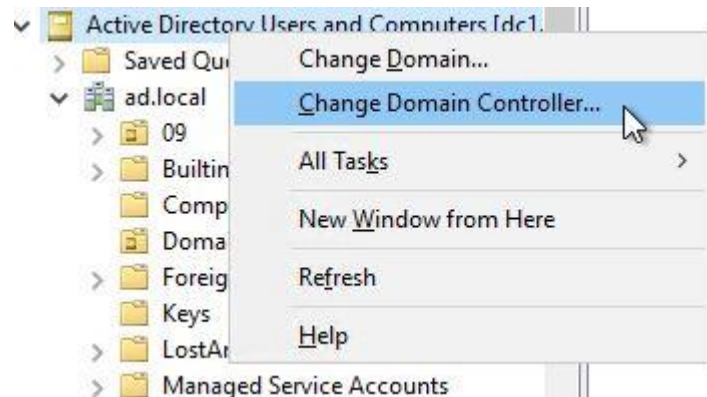 Active Directory Users and Computers [dc1.
Saved Qu
Change Domain...
ad.local
Change Domain Controller...
09
Builtin
All Tasks
Comp
New Window from Here
Doma
Foreig
Refresh
Keys
Help
LostAr
Managed Service Accounts